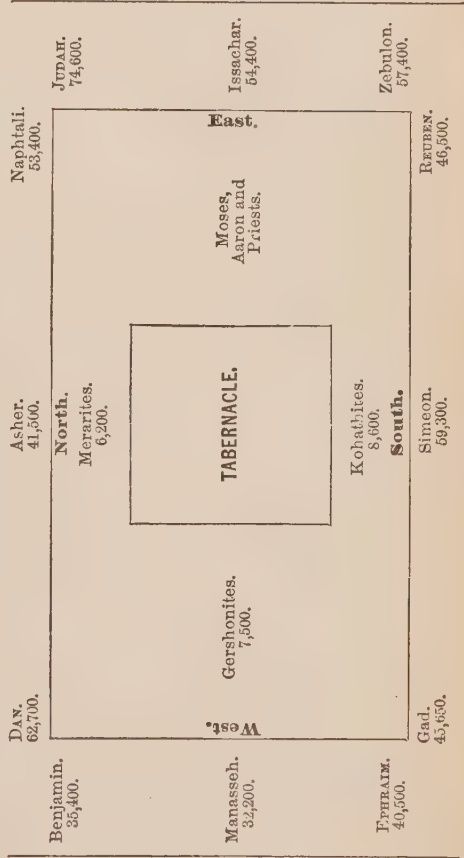 JUDAH.
74,600.
Issachar.
54,400.
Zebulon.
57,400.
Naphtali.
53,400.
East.
REUBEN.
46,500.
Moses,
Aaron and
Priests.
Asher.
41,500.
North.
Merarites.
6,200.
TABERNACLE.
Kohathites.
8,600.
South.
Simeon.
59,300.
Gershonites.
7,500.
DAN.
62,700.
West.
Gad.
45,650.
Benjamin.
35,400.
Manasseh.
32,200.
EPHRAIM.
40,500.